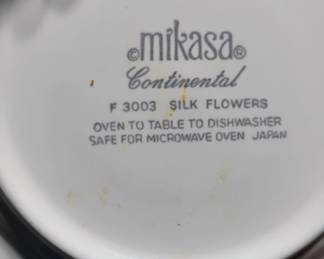 ©mikasa®
Continental
F 3003 SILK FLOWERS
OVEN TO TABLE TO DISHWASHER
SAFE FOR MICROWAVE OVEN JAPAN